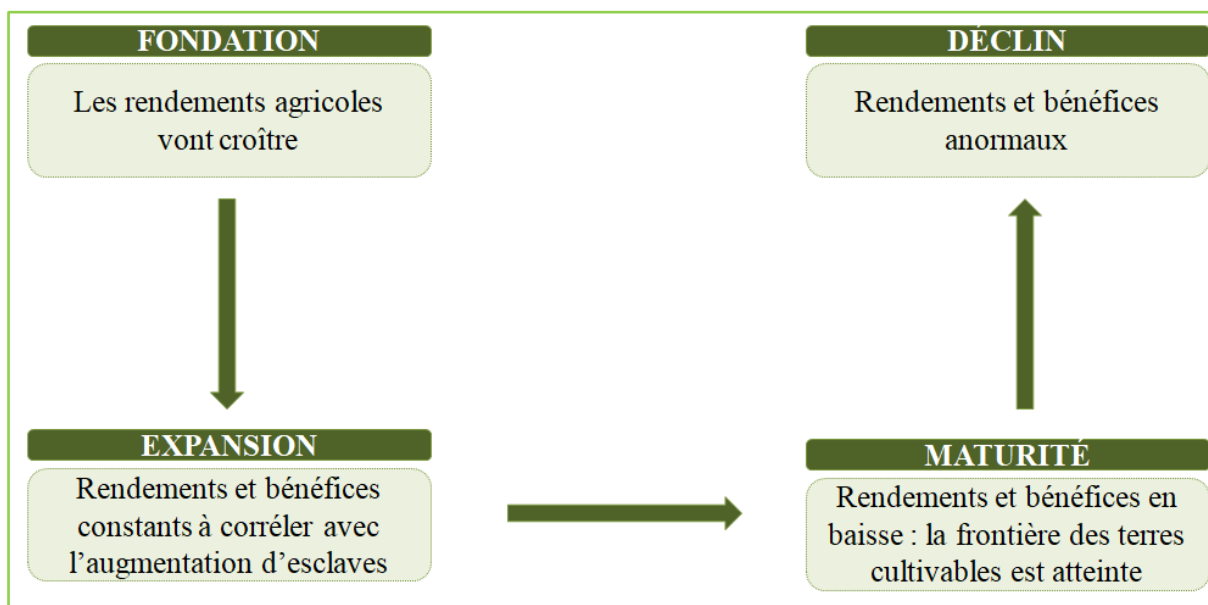 FONDATION
Les rendements agricoles
vont croître
EXPANSION
Rendements et bénéfices
constants à corréler avec
l’augmentation d’esclaves
MATURITÉ
Rendements et bénéfices en
baisse : la frontière des terres
cultivables est atteinte
DÉCLIN
Rendements et bénéfices
anormaux